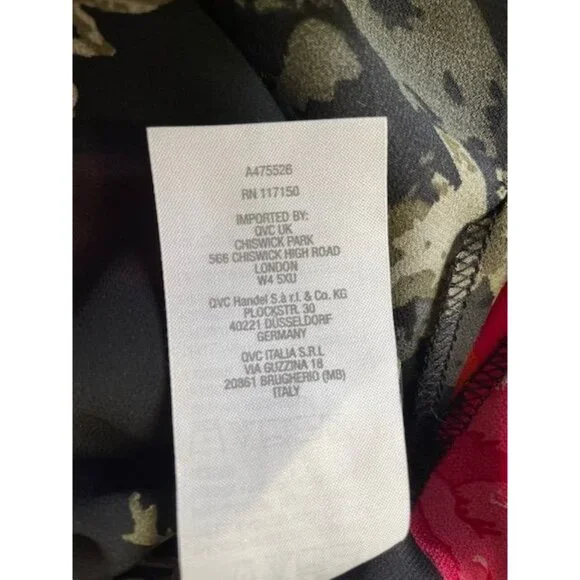 A475526
RN 117150
IMPORTED BY:
QVC UK
CHISWICK PARK
566 CHISWICK HIGH ROAD
LONDON
W4 5XU
QVC Handel S.à r.l. & Co. KG
PLOCKSTR. 30
40221 DÜSSELDORF
GERMANY
QVC ITALIA S.R.L
VIA GUZZINA 18
20861 BRUGHERIO (MB)
ITALY